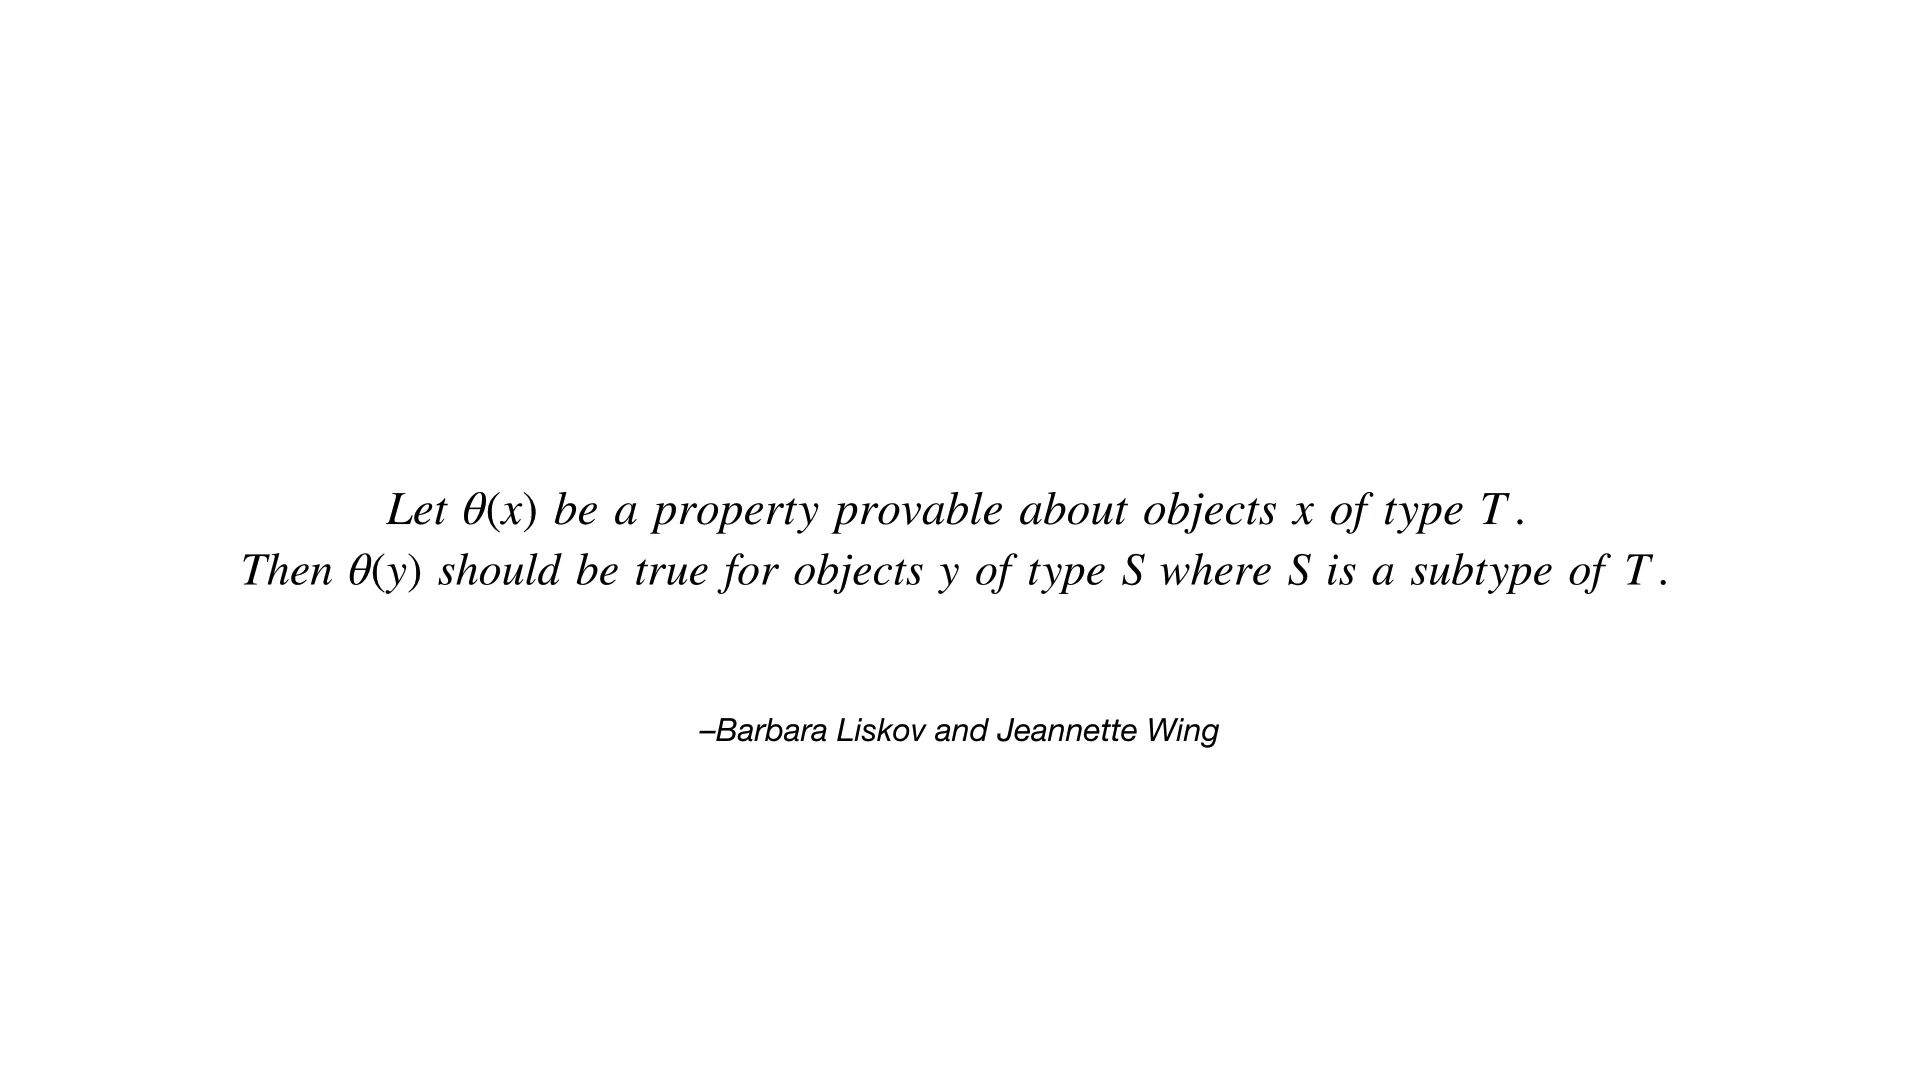 Let θ(x) be a property provable about objects x of type T.
Then θ(y) should be true for objects y of type S where S is a subtype of T.
–Barbara Liskov and Jeannette Wing